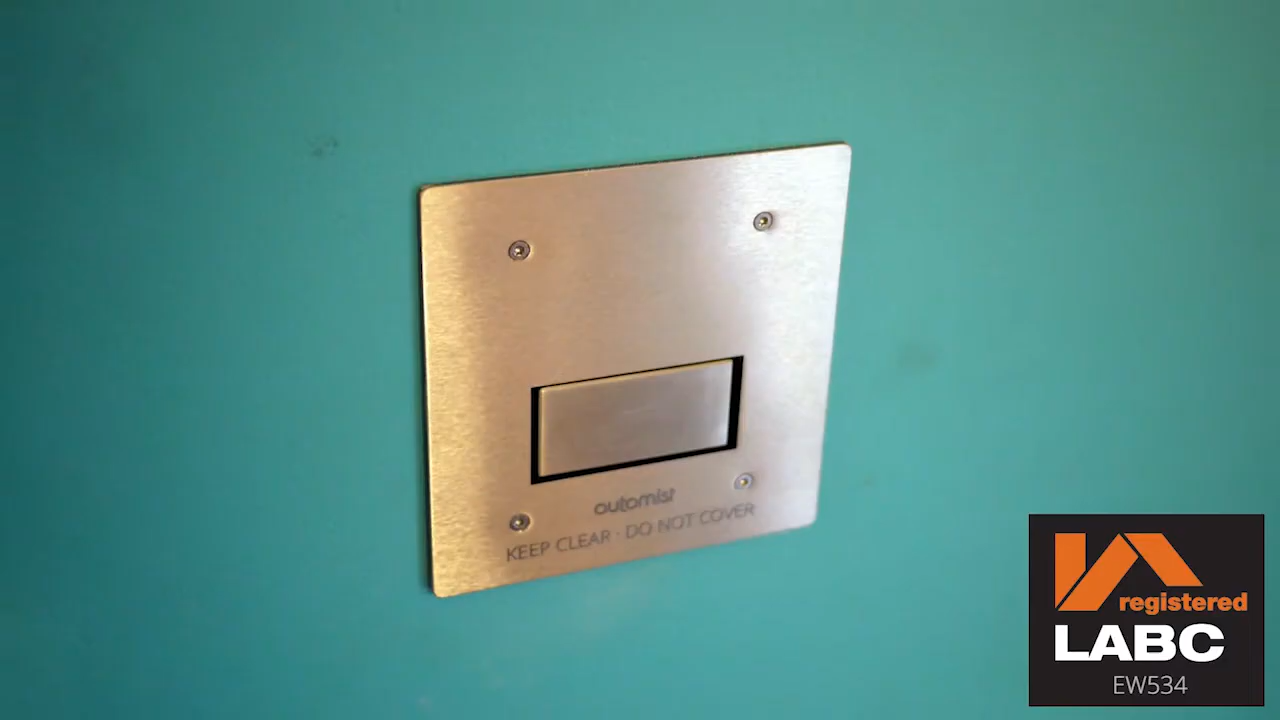 automist
KEEP CLEAR · DO NOT COVER
registered
LABC
EW534